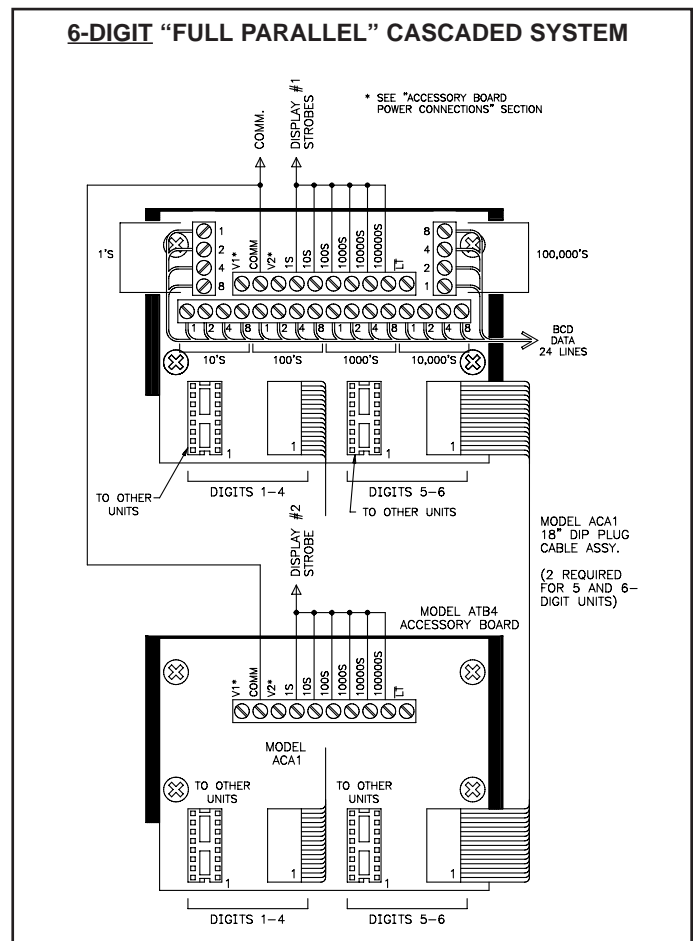 6-DIGIT “FULL PARALLEL” CASCADED SYSTEM
COMM.
DISPLAY #1
STROBES
* SEE "ACCESSORY BOARD
POWER CONNECTIONS" SECTION
1'S
1
2
4
8
V1*
COMM
V2*
1S
10S
100S
1000S
10000S
100000S
LT
8
4
2
1
100,000'S
1 2 4 8 1 2 4 8 1 2 4 8 1 2 4 8
10'S 100'S 1000'S 10,000'S
BCD
DATA
24 LINES
1
1
1
1
TO OTHER
UNITS
DIGITS 1-4
DIGITS 5-6
TO OTHER UNITS
DISPLAY #2
STROBE
MODEL ACA1
18" DIP PLUG
CABLE ASSY.
(2 REQUIRED
FOR 5 AND 6-
DIGIT UNITS)
MODEL ATB4
ACCESSORY BOARD
V1*
COMM
V2*
1S
10S
100S
1000S
10000S
100000S
LT
MODEL
ACA1
TO OTHER
UNITS
TO OTHER
UNITS
1
1
1
1
DIGITS 1-4
DIGITS 5-6